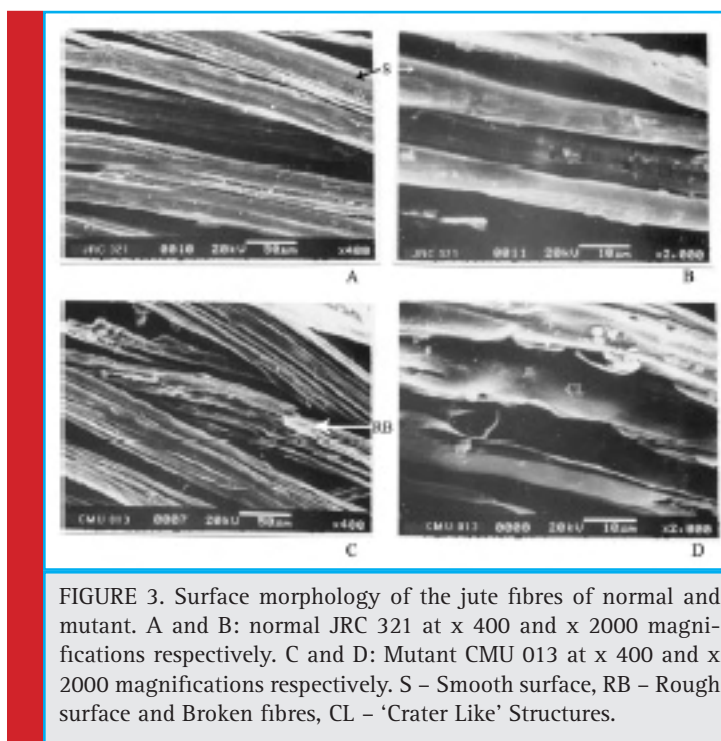 S
JRC 321 0010 20kV 50µm x400
A
JRC 321 0011 20kV 10µm x2,000
B
RB
CMU 013 0007 20kV 50µm x400
C
CL
CMU 013 0008 20kV 10µm x2,000
D
FIGURE 3. Surface morphology of the jute fibres of normal and
mutant. A and B: normal JRC 321 at x 400 and x 2000 magni-
fications respectively. C and D: Mutant CMU 013 at x 400 and x
2000 magnifications respectively. S – Smooth surface, RB – Rough
surface and Broken fibres, CL – ‘Crater Like’ Structures.